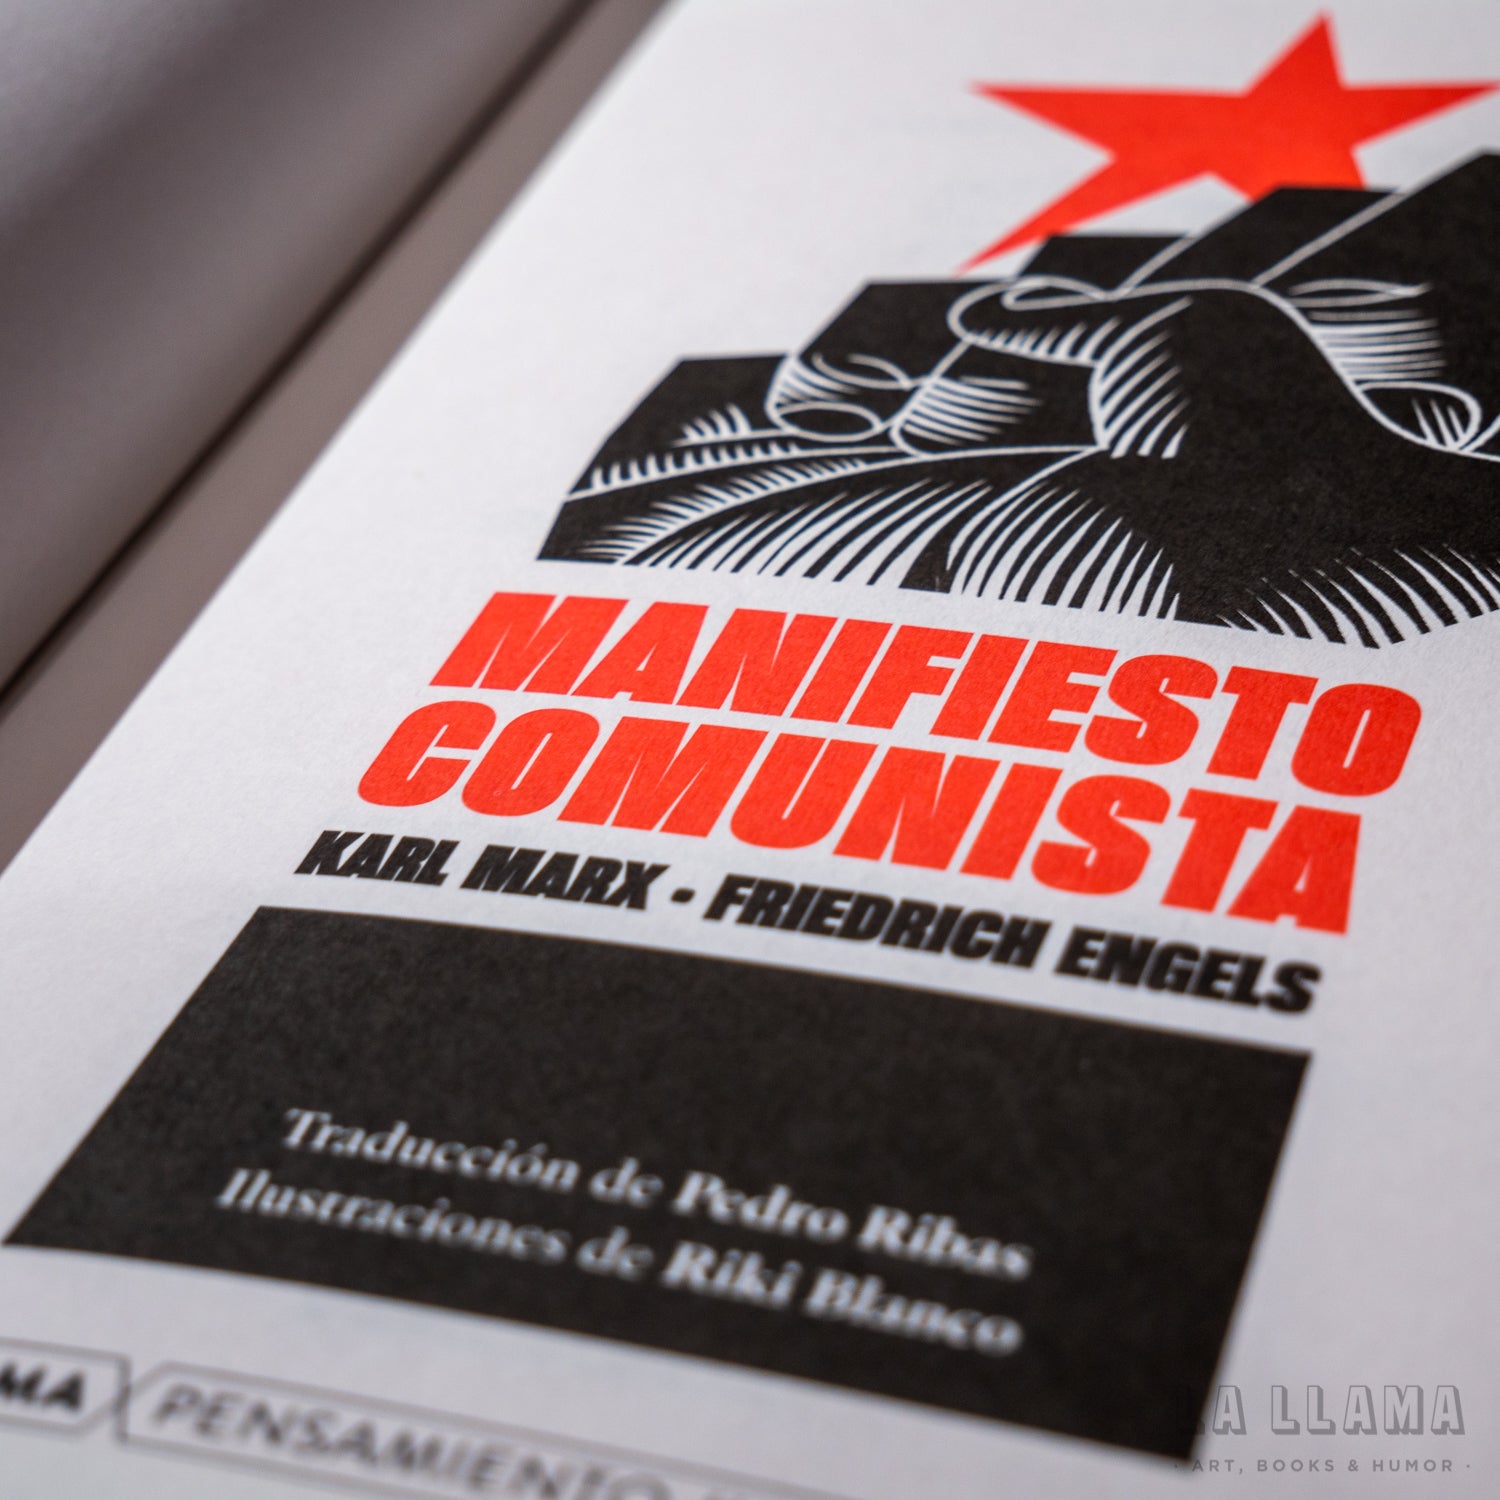 MANIFIESTO
COMUNISTA
KARL MARX · FRIEDRICH ENGELS
Traducción de Pedro Ribas
Ilustraciones de Riki Blanco
MA PENSAMIENTO
LA LLAMA
· ART, BOOKS & HUMOR ·